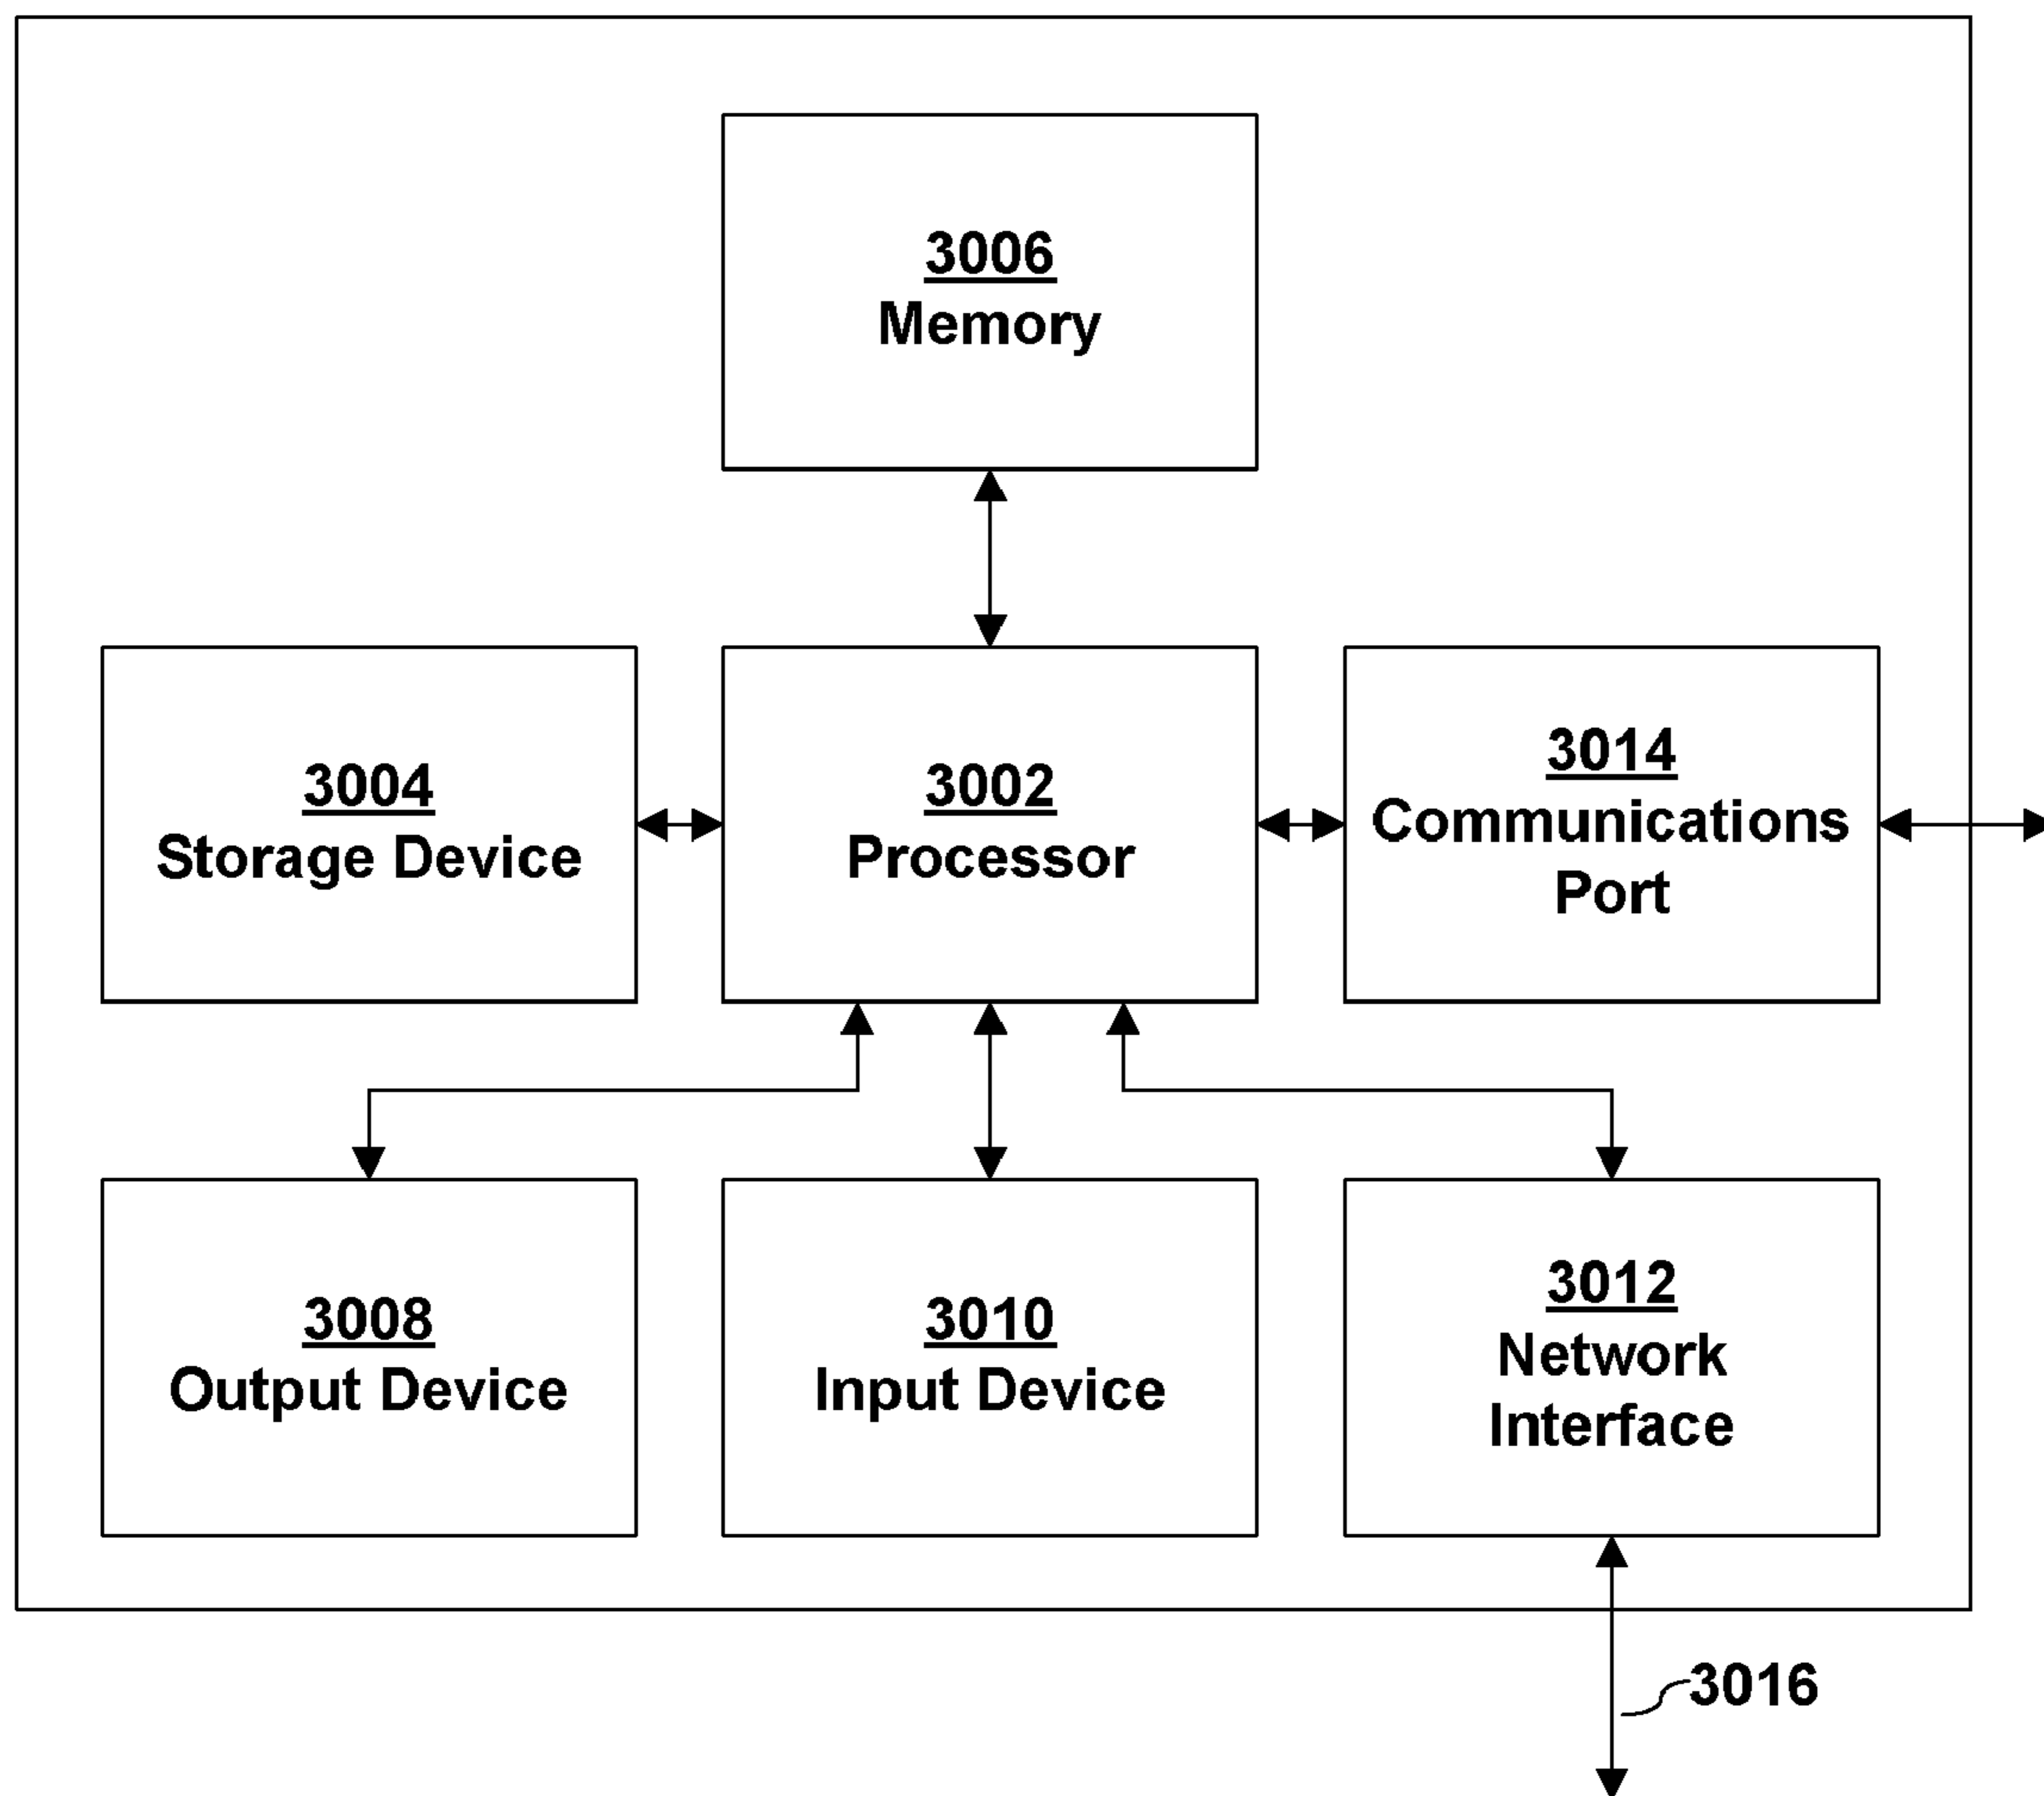 3006
Memory
3004
Storage Device
3002
Processor
3014
Communications
Port
3008
Output Device
3010
Input Device
3012
Network
Interface
3016